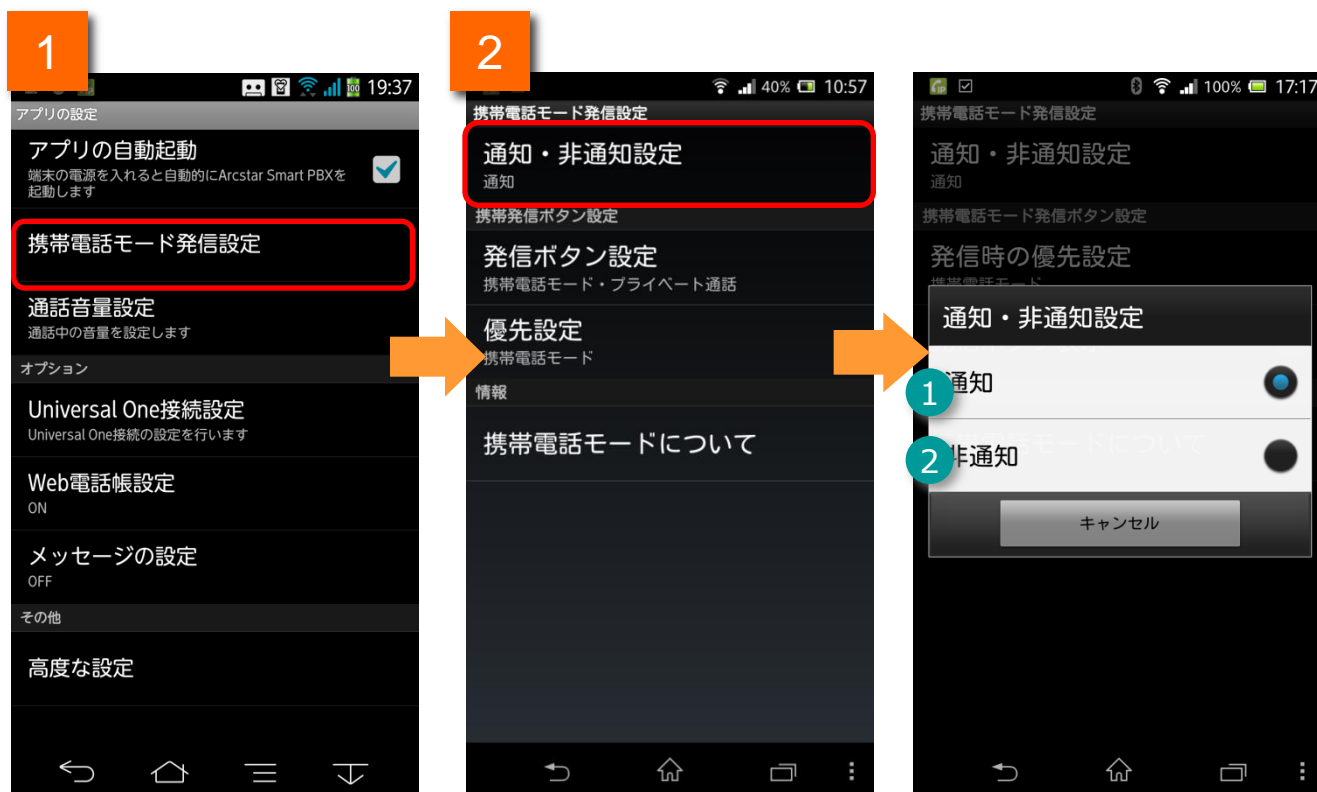 1
19:37
アプリの設定
アプリの自動起動
端末の電源を入れると自動的にArcstar Smart PBXを
起動します
携帯電話モード発信設定
通話音量設定
通話中の音量を設定します
オプション
Universal One接続設定
Universal One接続の設定を行います
Web電話帳設定
ON
メッセージの設定
OFF
その他
高度な設定
2
40% 10:57
携帯電話モード発信設定
通知・非通知設定
通知
携帯発信ボタン設定
発信ボタン設定
携帯電話モード・プライベート通話
優先設定
携帯電話モード
情報
携帯電話モードについて
100% 17:17
携帯電話モード発信設定
通知・非通知設定
通知
携帯電話モード発信ボタン設定
発信時の優先設定
携帯電話モード
通知・非通知設定
1 通知
2 非通知
キャンセル